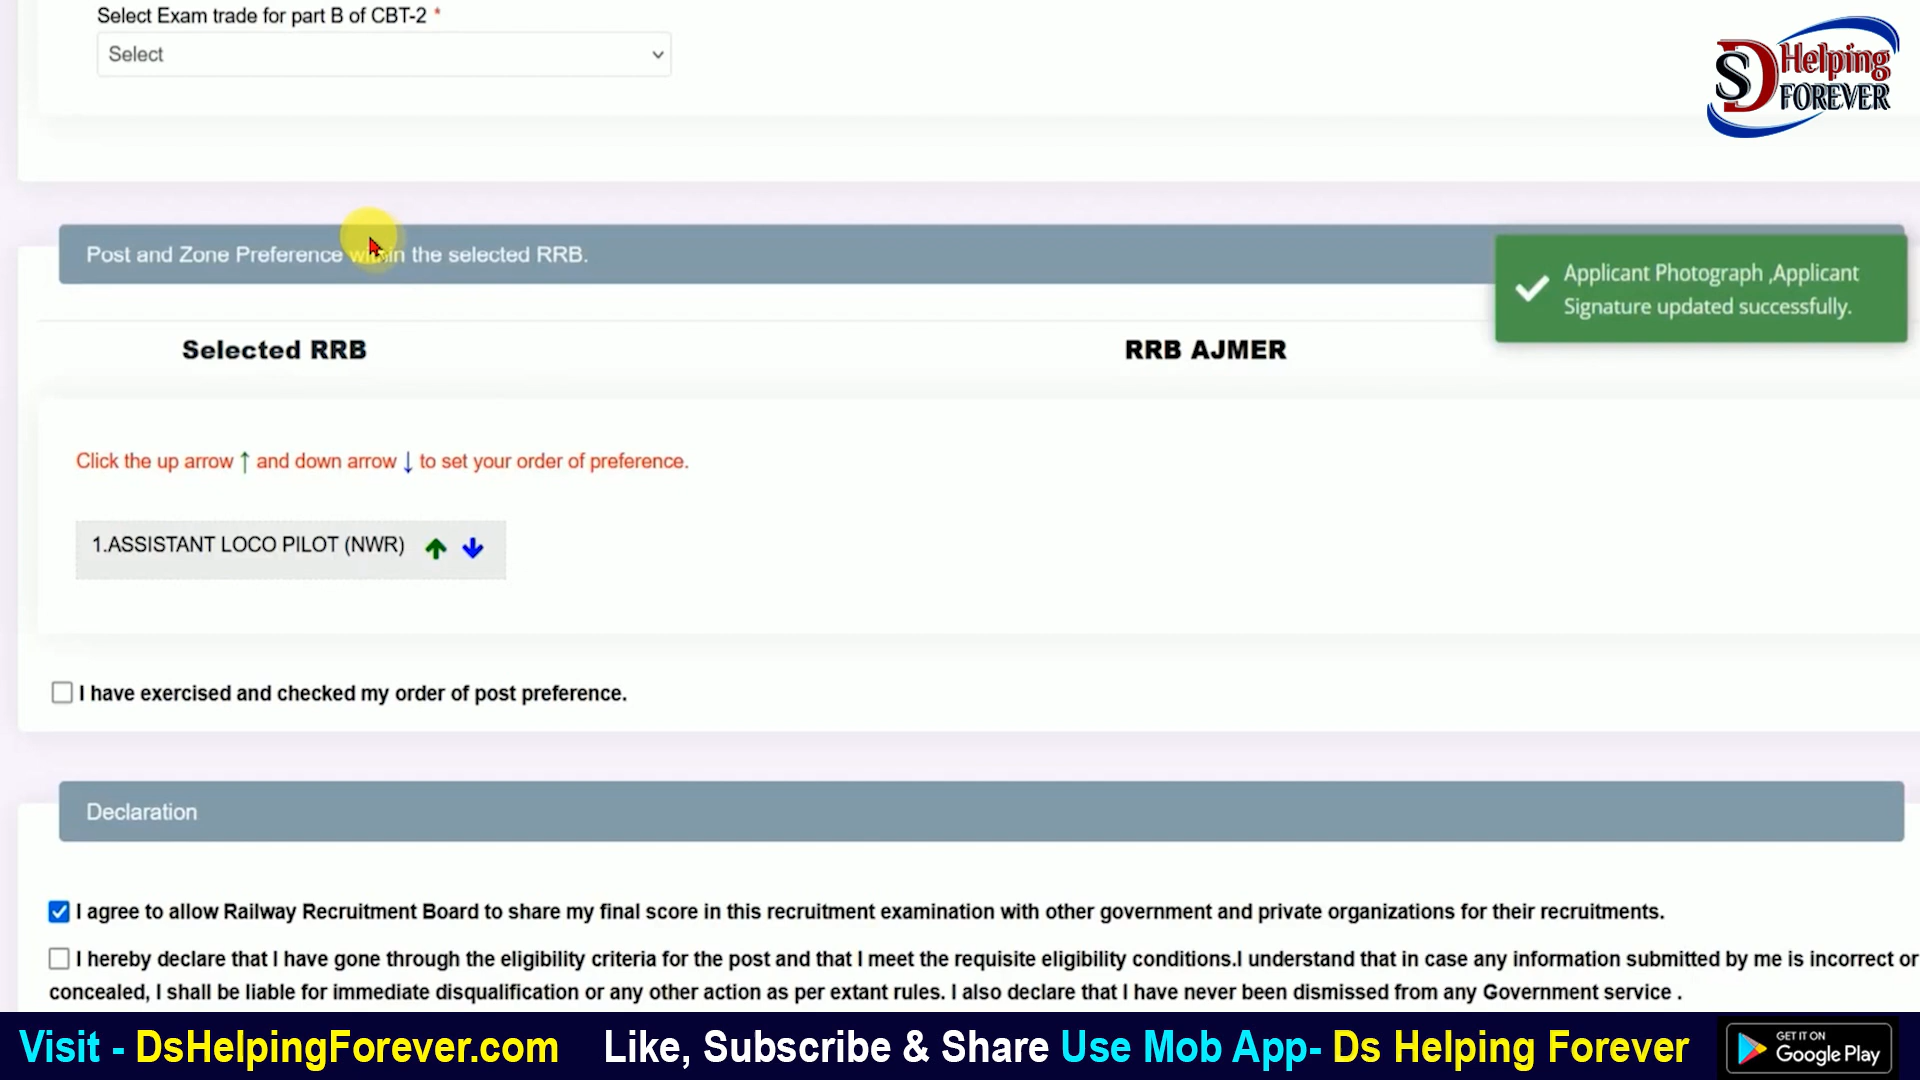 Select Exam trade for part B of CBT-2 *
Select
SD Helping
FOREVER
Post and Zone Preference within the selected RRB.
Applicant Photograph ,Applicant
Signature updated successfully.
Selected RRB
RRB AJMER
Click the up arrow ↑ and down arrow ↓ to set your order of preference.
1.ASSISTANT LOCO PILOT (NWR)
I have exercised and checked my order of post preference.
Declaration
I agree to allow Railway Recruitment Board to share my final score in this recruitment examination with other government and private organizations for their recruitments.
I hereby declare that I have gone through the eligibility criteria for the post and that I meet the requisite eligibility conditions.I understand that in case any information submitted by me is incorrect or
concealed, I shall be liable for immediate disqualification or any other action as per extant rules. I also declare that I have never been dismissed from any Government service .
Visit - DsHelpingForever.com Like, Subscribe & Share Use Mob App- Ds Helping Forever
GET IT ON
Google Play